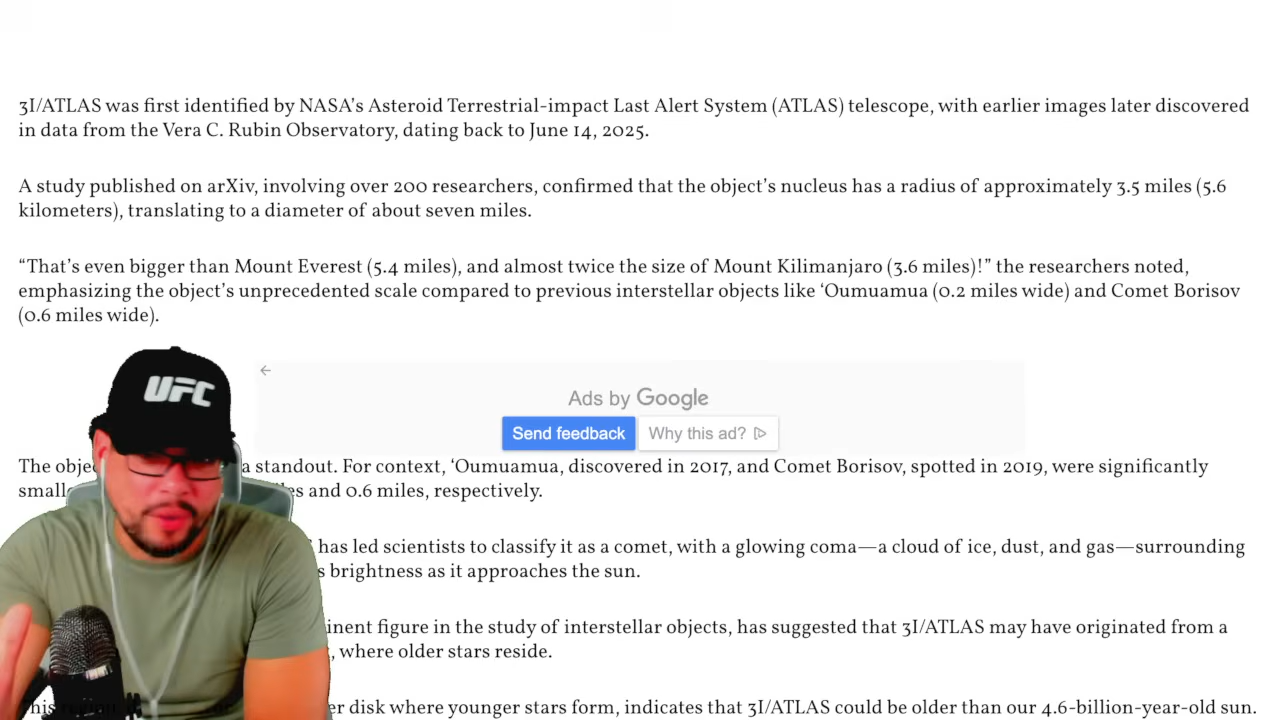 3I/ATLAS was first identified by NASA's Asteroid Terrestrial-impact Last Alert System (ATLAS) telescope, with earlier images later discovered
in data from the Vera C. Rubin Observatory, dating back to June 14, 2025.
A study published on arXiv, involving over 200 researchers, confirmed that the object's nucleus has a radius of approximately 3.5 miles (5.6
kilometers), translating to a diameter of about seven miles.
“That's even bigger than Mount Everest (5.4 miles), and almost twice the size of Mount Kilimanjaro (3.6 miles)!” the researchers noted,
emphasizing the object's unprecedented scale compared to previous interstellar objects like ‘Oumuamua (0.2 miles wide) and Comet Borisov
(0.6 miles wide).
Ads by Google
Send feedback
Why this ad?
UFC
The a standout. For context, ‘Oumuamua, discovered in 2017, and Comet Borisov, spotted in 2019, were significantly
and 0.6 miles, respectively.
has led scientists to classify it as a comet, with a glowing coma—a cloud of ice, dust, and gas—surrounding
brightness as it approaches the sun.
figure in the study of interstellar objects, has suggested that 3I/ATLAS may have originated from a
, where older stars reside.
disk where younger stars form, indicates that 3I/ATLAS could be older than our 4.6-billion-year-old sun.